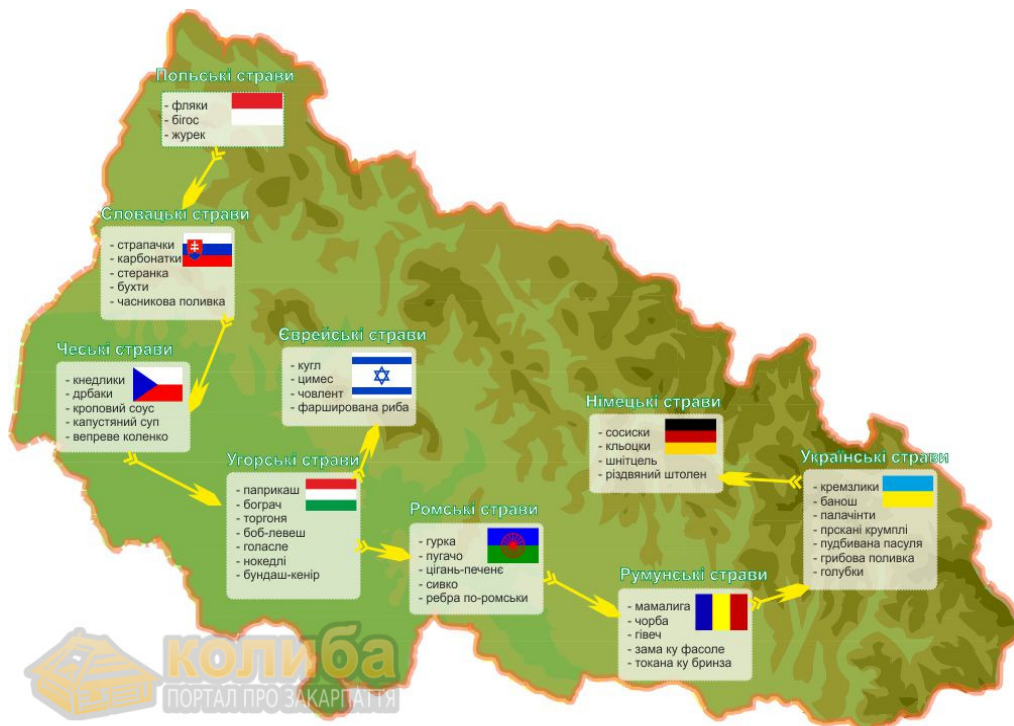 Польські страви
- фляки
- бігос
- журек
Словацькі страви
- страпачки
- карбонатки
- стеранка
- бухти
- часникова поливка
Чеські страви
- кнедлики
- дрбаки
- кроповий соус
- капустяний суп
- вепреве коленко
Єврейські страви
- кугл
- цимес
- човлент
- фарширована риба
Угорські страви
- паприкаш
- бограч
- торгоня
- боб-левеш
- голасле
- нокедлі
- бундаш-кенір
Ромські страви
- гурка
- пугачо
- цігань-печенє
- сивко
- ребра по-ромськи
Румунські страви
- мамалига
- чорба
- гівеч
- зама ку фасоле
- токана ку бринза
Німецькі страви
- сосиски
- кльоцки
- шнітцель
- різдвяний штолен
Українські страви
- кремзлики
- банош
- палачінти
- прскані крумплі
- пудбивана пасуля
- грибова поливка
- голубки
колиба
ПОРТАЛ ПРО ЗАКАРПАТТЯ